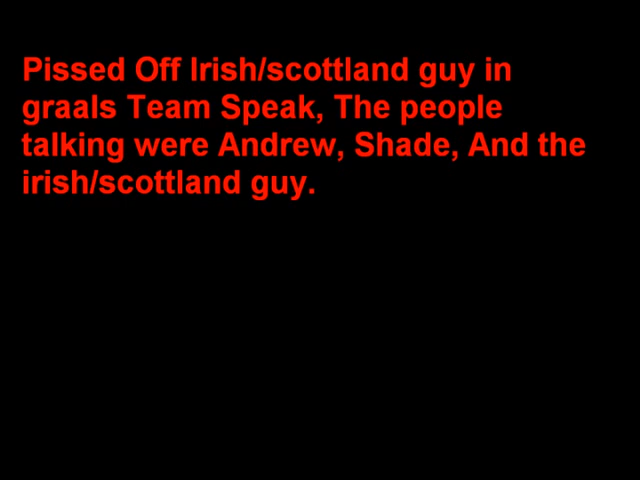 Pissed Off Irish/scottland guy in
graals Team Speak, The people
talking were Andrew, Shade, And the
irish/scottland guy.